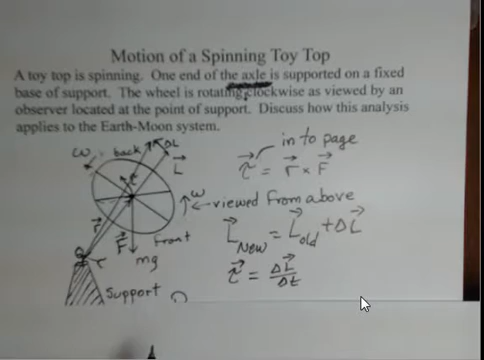 Motion of a Spinning Toy Top
A toy top is spinning. One end of the axle is supported on a fixed
base of support. The wheel is rotating clockwise as viewed by an
observer located at the point of support. Discuss how this analysis
applies to the Earth-Moon system.
in to page
τ⃗ = r⃗ × F⃗
ω back ΔL
L⃗
ω
viewed from above
Front
r⃗
F⃗
mg
L⃗New = L⃗old + ΔL⃗
τ⃗ = ΔL⃗/Δt
Support